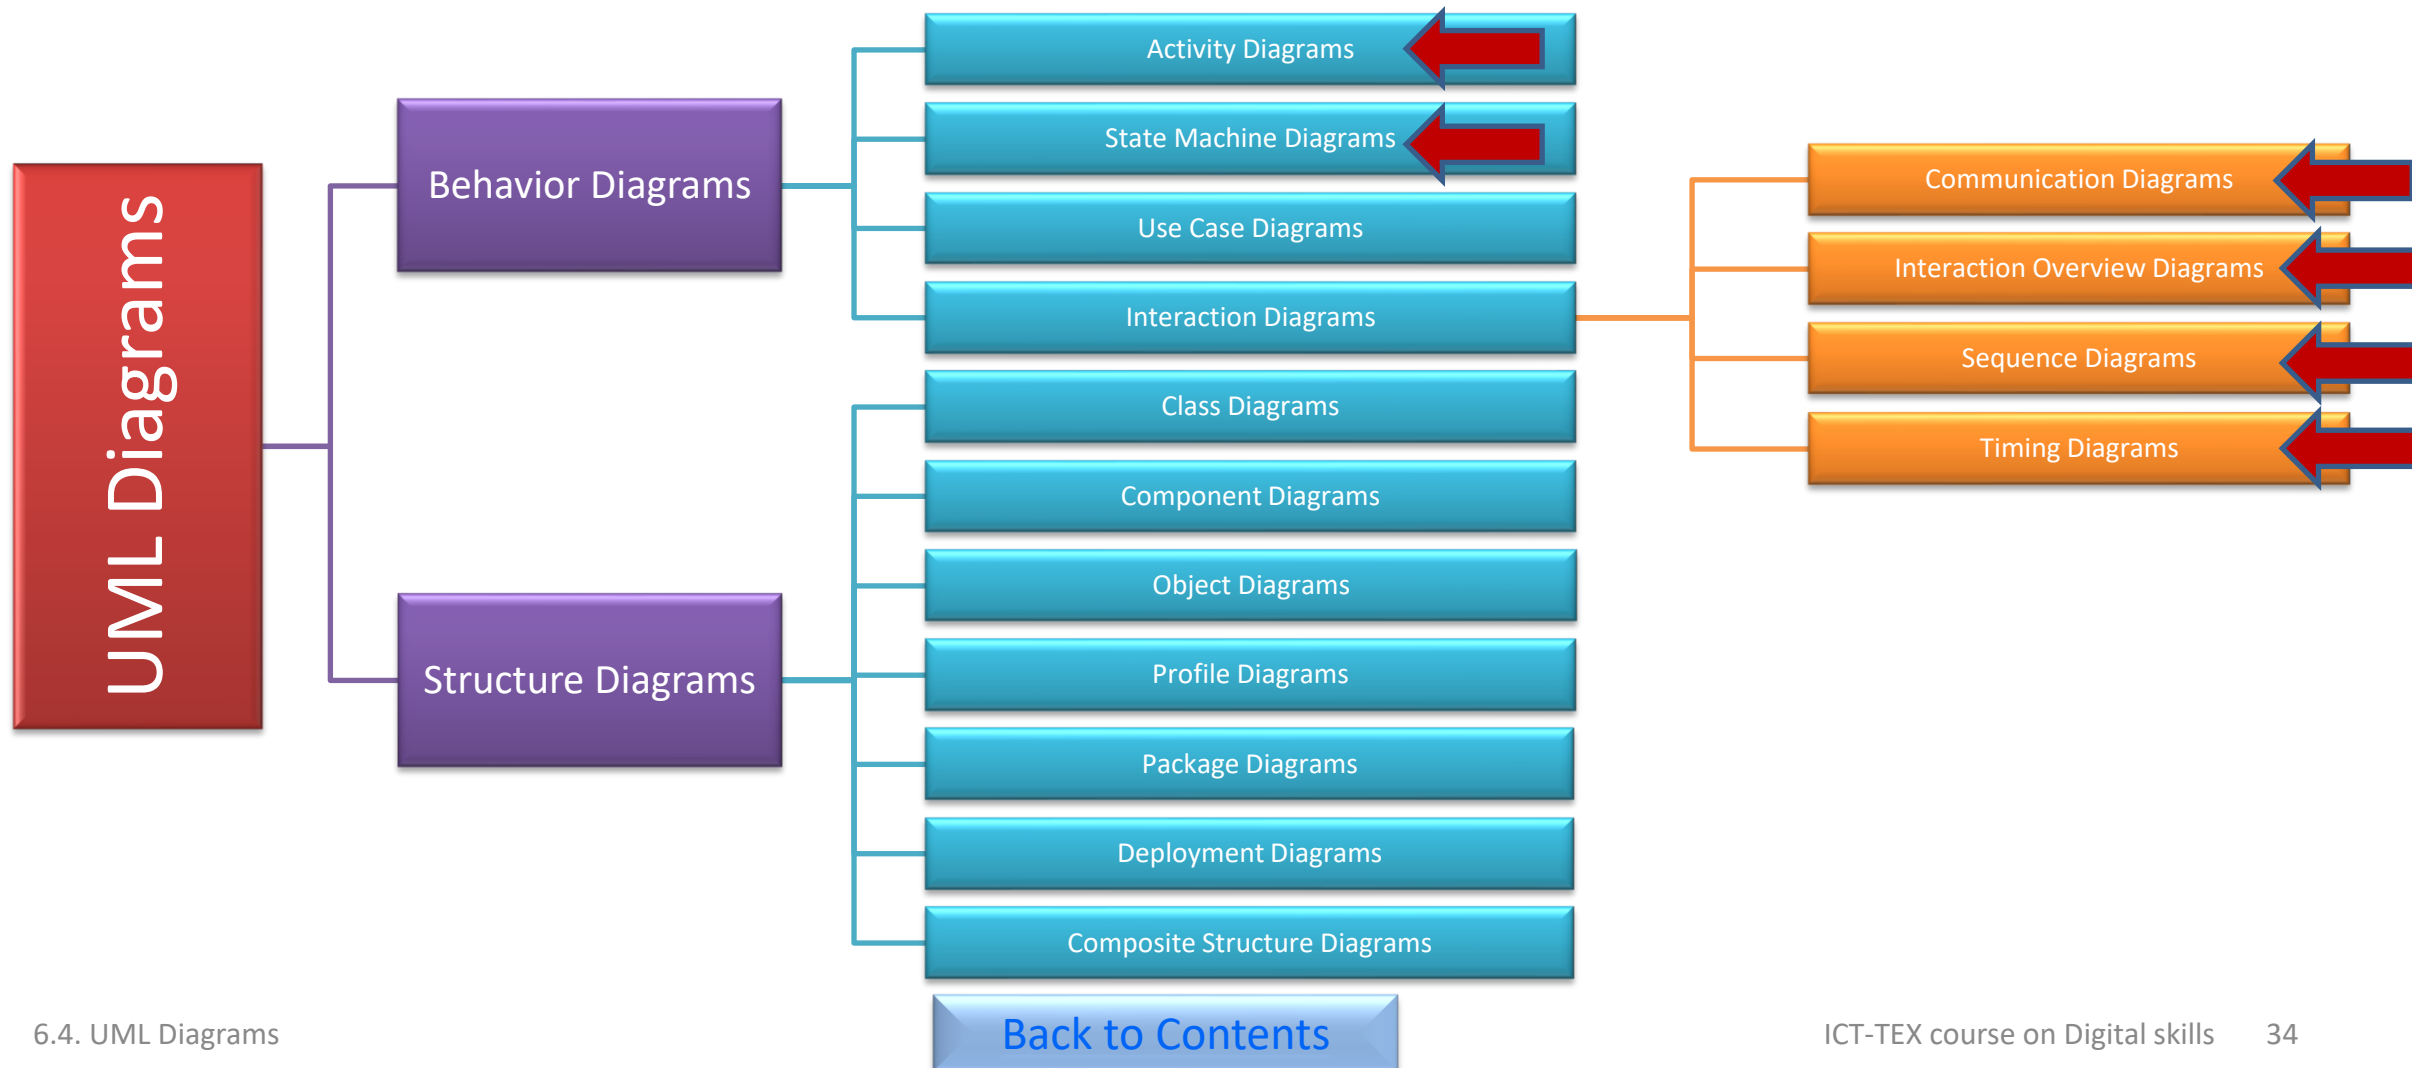 UML Diagrams
Behavior Diagrams
Activity Diagrams
State Machine Diagrams
Use Case Diagrams
Interaction Diagrams
Communication Diagrams
Interaction Overview Diagrams
Sequence Diagrams
Timing Diagrams
Structure Diagrams
Class Diagrams
Component Diagrams
Object Diagrams
Profile Diagrams
Package Diagrams
Deployment Diagrams
Composite Structure Diagrams
6.4. UML Diagrams
Back to Contents
ICT-TEX course on Digital skills 34